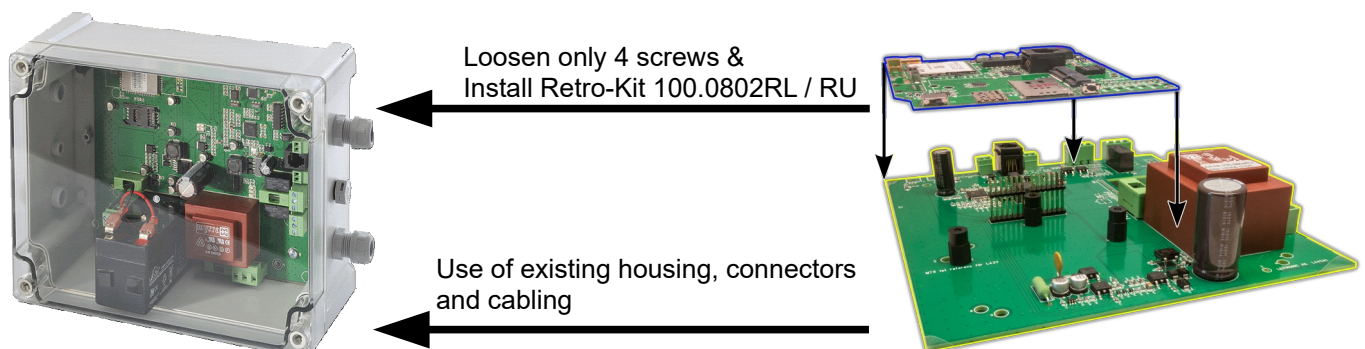 Loosen only 4 screws &
Install Retro-Kit 100.0802RL / RU
Use of existing housing, connectors
and cabling